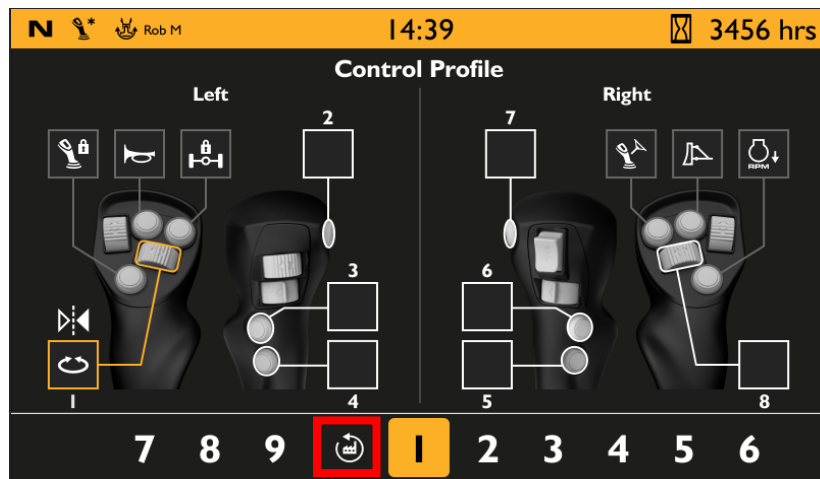 N Rob M 14:39 3456 hrs
Control Profile
Left Right
2 7
RPM
3 6
1 4 5 8
7 8 9 1 2 3 4 5 6